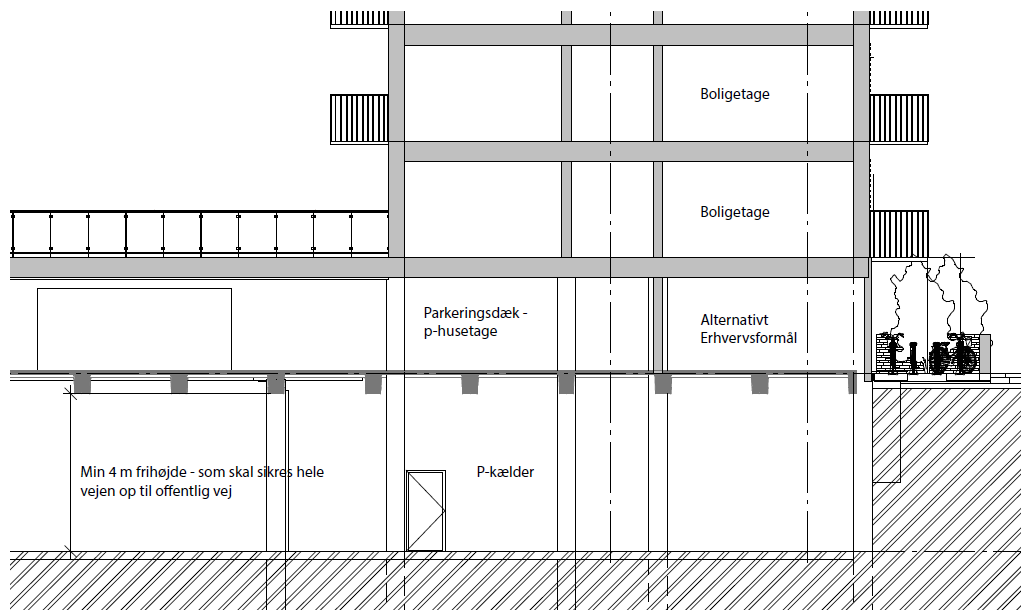 Boligetage
Boligetage
Parkeringsdæk -
p-husetage
Alternativt
Erhvervsformål
Min 4 m frihøjde - som skal sikres hele
vejen op til offentlig vej
P-kælder